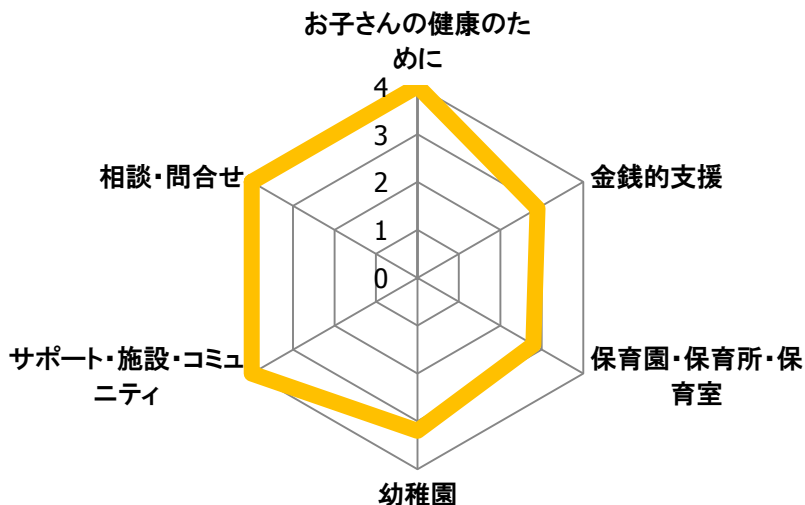 お子さんの健康のた
めに
4
3
2
1
0
相談・問合せ
金銭的支援
サポート・施設・コミュ
ニティ
保育園・保育所・保
育室
幼稚園